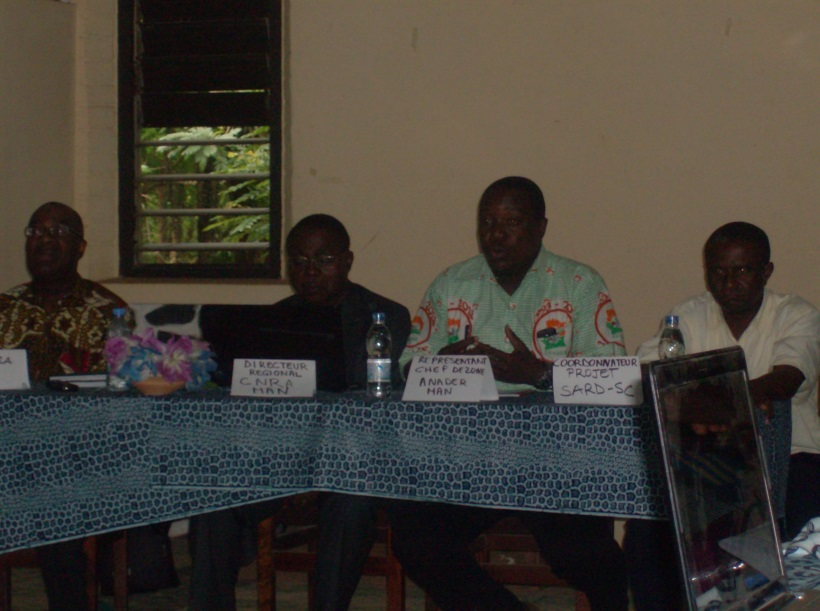 DIRECTEUR
REGIONAL
CNRA
MAN
REPRESENTANT
CHEF DE ZONE
ANADER
MAN
COORDONNATEUR
PROJET
SARD-SC